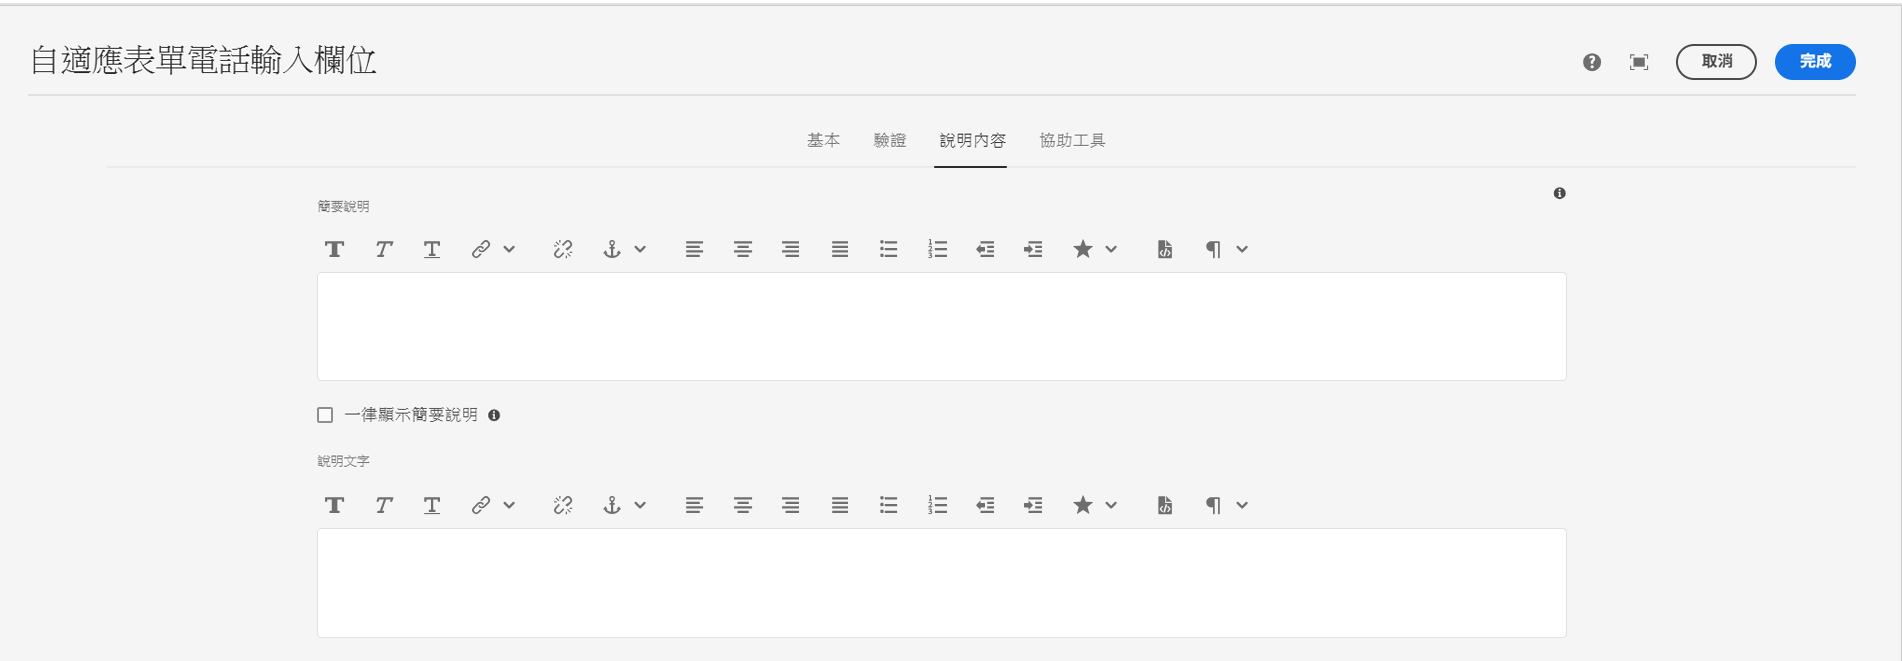 自適應表單電話輸入欄位
取消
完成
基本
驗證
說明內容
協助工具
簡要說明
一律顯示簡要說明
說明文字